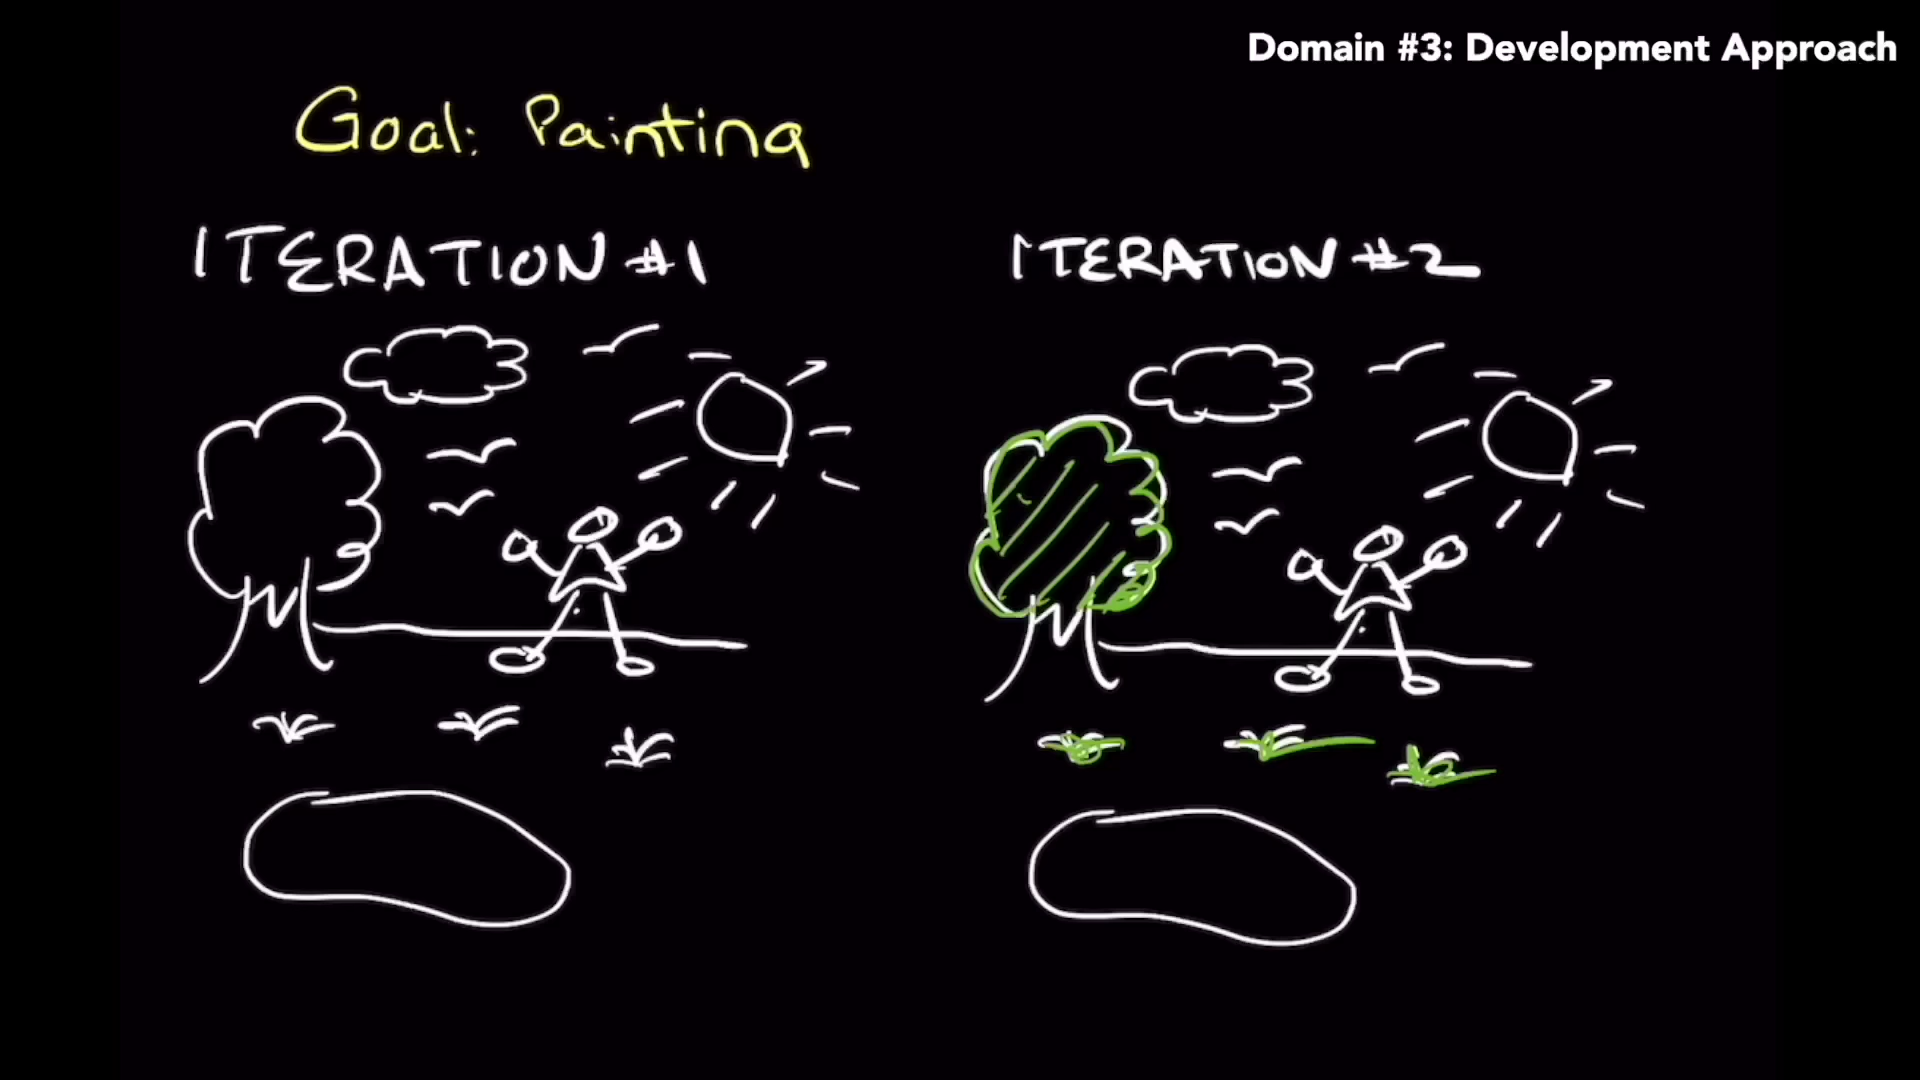 Domain #3: Development Approach
Goal: Painting
ITERATION #1
ITERATION #2